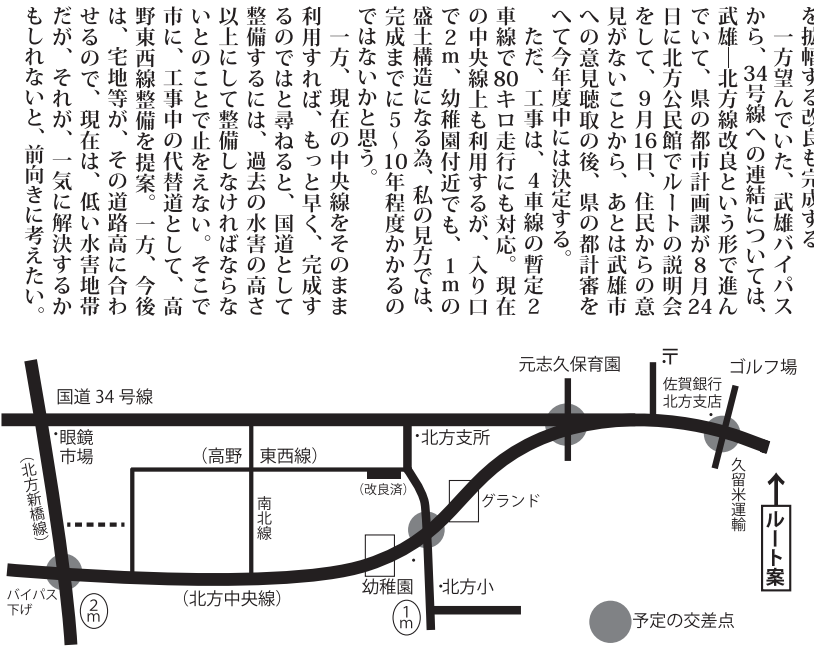 を拡幅する改良も完成する
一方望んでいた、武雄バイパス
から、34号線への連結については、
武雄―北方線改良という形で進ん
でいて、県の都市計画課が8月24
日に北方公民館でルートの説明会
をして、9月16日、住民からの意
見がないことから、あとは武雄市
への意見聴取の後、県の都計審を
へて今年度中には決定する。
ただ、工事は、4車線の暫定2
車線で80キロ走行にも対応。現在
の中央線上も利用するが、入り口
で2m、幼稚園付近でも、1mの
盛土構造になる為、私の見方では、
完成までに5〜10年程度かかるの
ではないかと思う。
一方、現在の中央線をそのまま
利用すれば、もっと早く、完成す
るのではと尋ねると、国道として
整備するには、過去の水害の高さ
以上にして整備しなければならな
いとのことで止をえない。そこで
市に、工事中の代替道として、高
野東西線整備を提案。一方、今後
は、宅地等が、その道路高に合わ
せるので、現在は、低い水害地帯
だが、それが、一気に解決するか
もしれないと、前向きに考えたい。
元志久保育園
〒
ゴルフ場
佐賀銀行
北方支店
国道34号線
・眼鏡
市場
(高野 東西線)
・北方支所
(北方新橋線)
(改良済)
南北線
グランド
久留米運輸
ルート案
バイパス
下げ
2m
(北方中央線)
幼稚園
・北方小
1m
予定の交差点